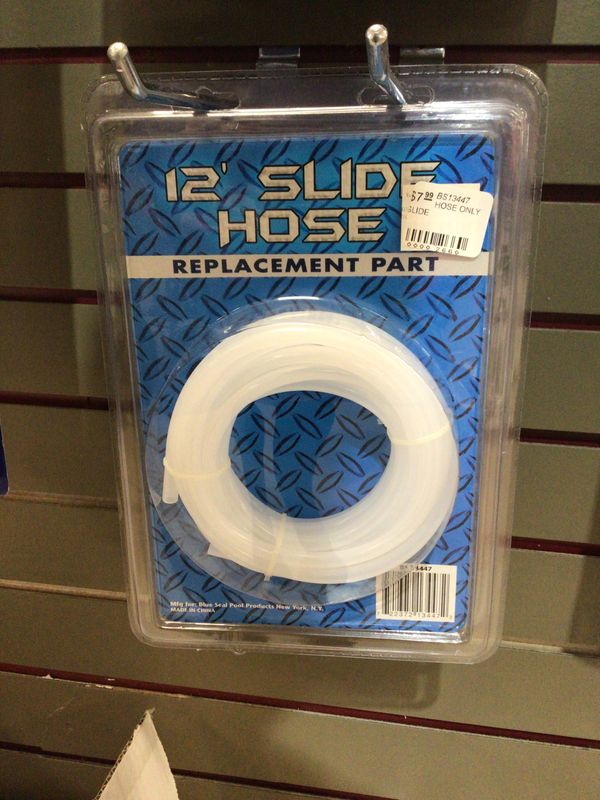 12' SLIDE
HOSE
$7.99 BS13447
SLIDE HOSE ONLY
REPLACEMENT PART
BS13447
Mfg for: Blue Seal Pool Products New York, N.Y.
MADE IN CHINA